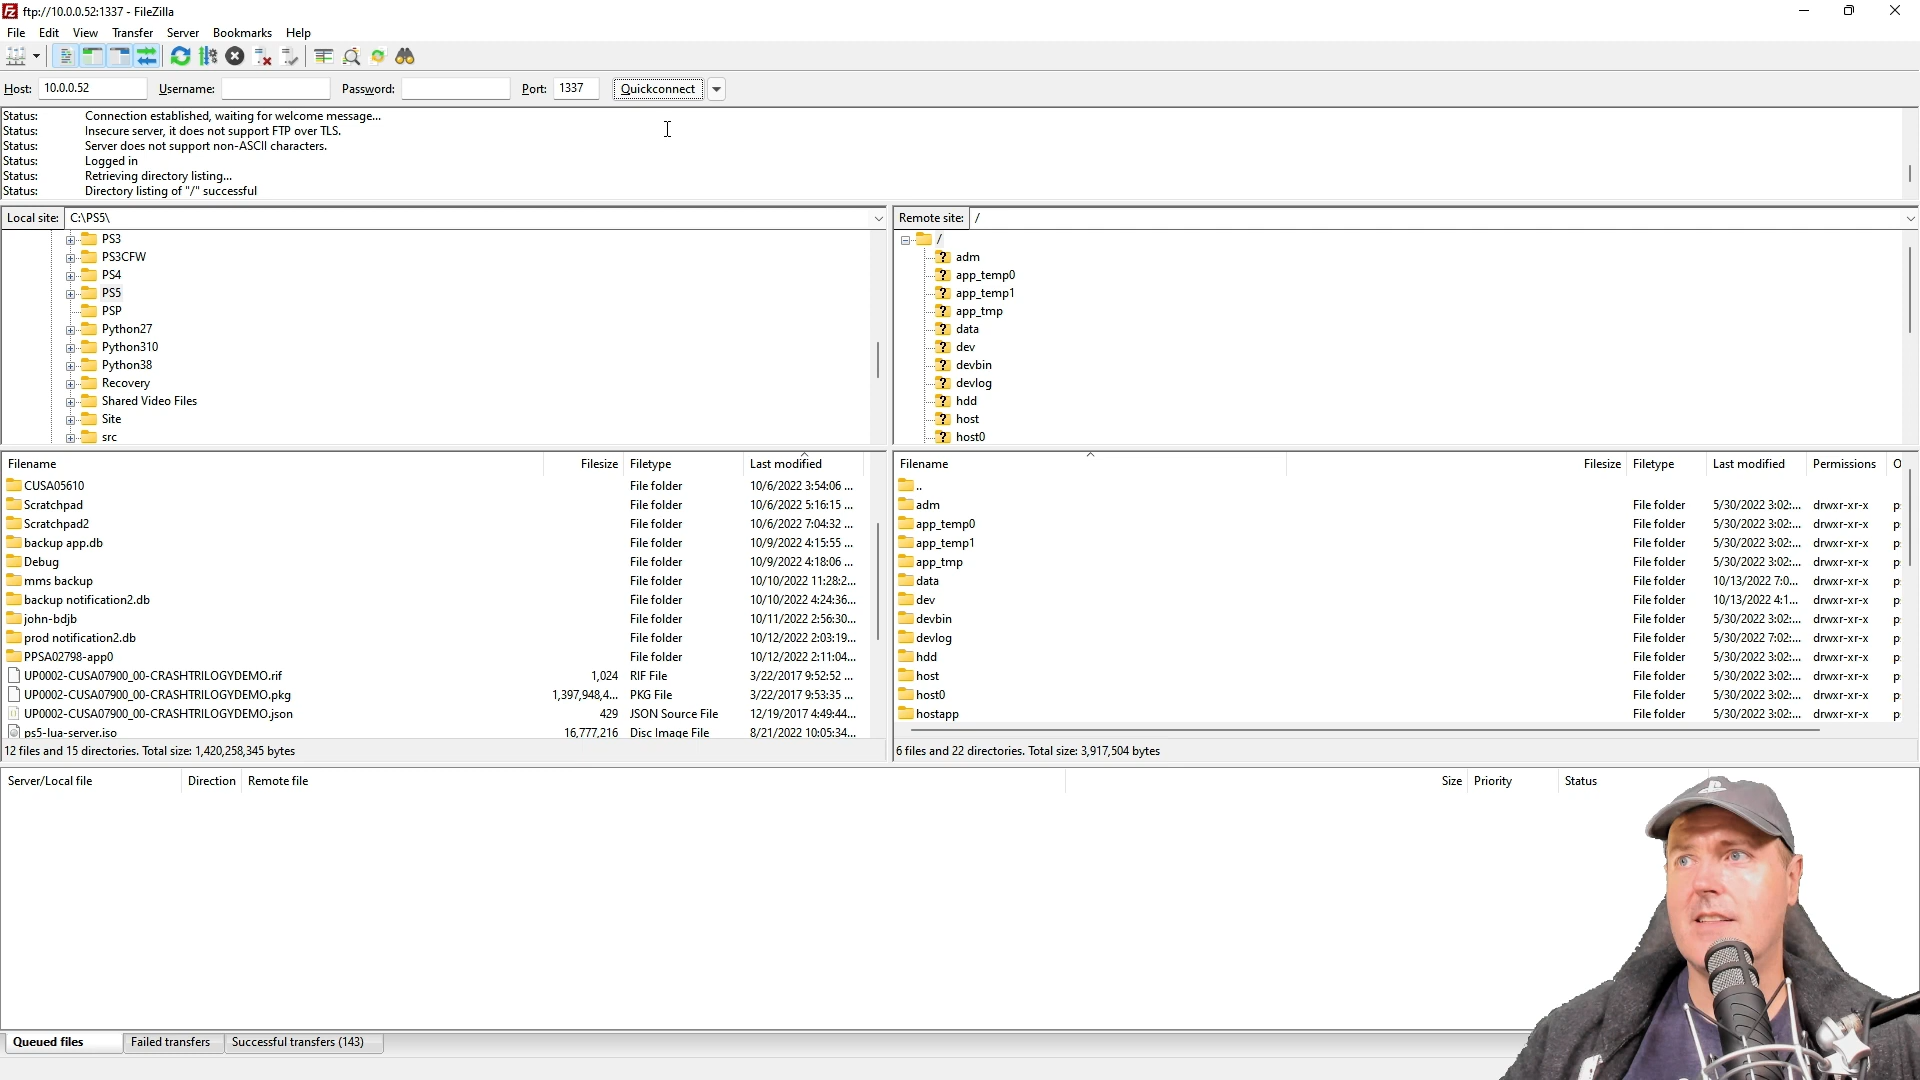 ftp://10.0.0.52:1337 - FileZilla
File Edit View Transfer Server Bookmarks Help
Host: 10.0.0.52 Username: Password: Port: 1337 Quickconnect
Status: Connection established, waiting for welcome message...
Status: Insecure server, it does not support FTP over TLS.
Status: Server does not support non-ASCII characters.
Status: Logged in
Status: Retrieving directory listing...
Status: Directory listing of "/" successful
Local site: C:\PS5\
PS3
PS3CFW
PS4
PS5
PSP
Python27
Python310
Python38
Recovery
Shared Video Files
Site
src
Remote site: /
/
adm
app_temp0
app_temp1
app_tmp
data
dev
devbin
devlog
hdd
host
host0
Filename Filesize Filetype Last modified
CUSA05610 File folder 10/6/2022 3:54:06 ...
Scratchpad File folder 10/6/2022 5:16:15 ...
Scratchpad2 File folder 10/6/2022 7:04:32 ...
backup app.db File folder 10/9/2022 4:15:55 ...
Debug File folder 10/9/2022 4:18:06 ...
mms backup File folder 10/10/2022 11:28:2...
backup notification2.db File folder 10/10/2022 4:24:36...
john-bdjb File folder 10/11/2022 2:56:30...
prod notification2.db File folder 10/12/2022 2:03:19...
PPSA02798-app0 File folder 10/12/2022 2:11:04...
UP0002-CUSA07900_00-CRASHTRILOGYDEMO.rif 1,024 RIF File 3/22/2017 9:52:52 ...
UP0002-CUSA07900_00-CRASHTRILOGYDEMO.pkg 1,397,948,4... PKG File 3/22/2017 9:53:35 ...
UP0002-CUSA07900_00-CRASHTRILOGYDEMO.json 429 JSON Source File 12/19/2017 4:49:44...
ps5-lua-server.iso 16,777,216 Disc Image File 8/21/2022 10:05:34...
12 files and 15 directories. Total size: 1,420,258,345 bytes
Filename Filesize Filetype Last modified Permissions O
..
adm File folder 5/30/2022 3:02:... drwxr-xr-x p
app_temp0 File folder 5/30/2022 3:02:... drwxr-xr-x p
app_temp1 File folder 5/30/2022 3:02:... drwxr-xr-x p
app_tmp File folder 5/30/2022 3:02:... drwxr-xr-x p
data File folder 10/13/2022 7:0... drwxr-xr-x p
dev File folder 10/13/2022 4:1... drwxr-xr-x p
devbin File folder 5/30/2022 3:02:... drwxr-xr-x p
devlog File folder 5/30/2022 7:02:... drwxr-xr-x p
hdd File folder 5/30/2022 3:02:... drwxr-xr-x p
host File folder 5/30/2022 3:02:... drwxr-xr-x p
host0 File folder 5/30/2022 3:02:... drwxr-xr-x p
hostapp File folder 5/30/2022 3:02:... drwxr-xr-x p
6 files and 22 directories. Total size: 3,917,504 bytes
Server/Local file Direction Remote file Size Priority Status
Queued files Failed transfers Successful transfers (143)